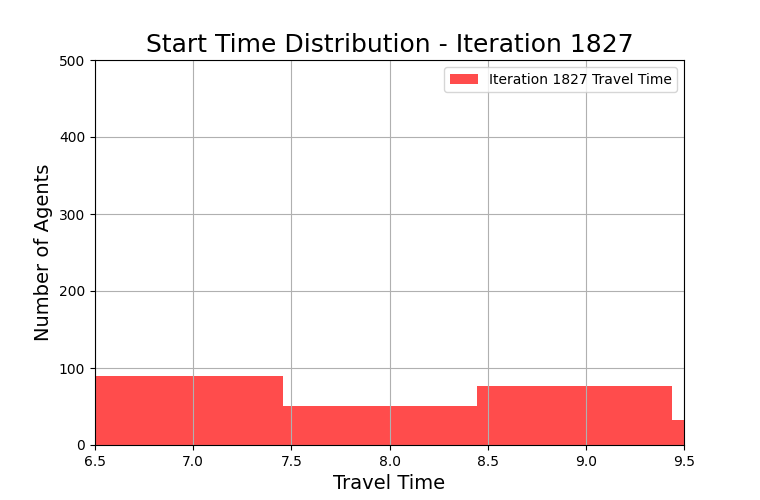 Start Time Distribution - Iteration 1827
500
Iteration 1827 Travel Time
400
300
200
100
0
Number of Agents
6.5 7.0 7.5 8.0 8.5 9.0 9.5
Travel Time